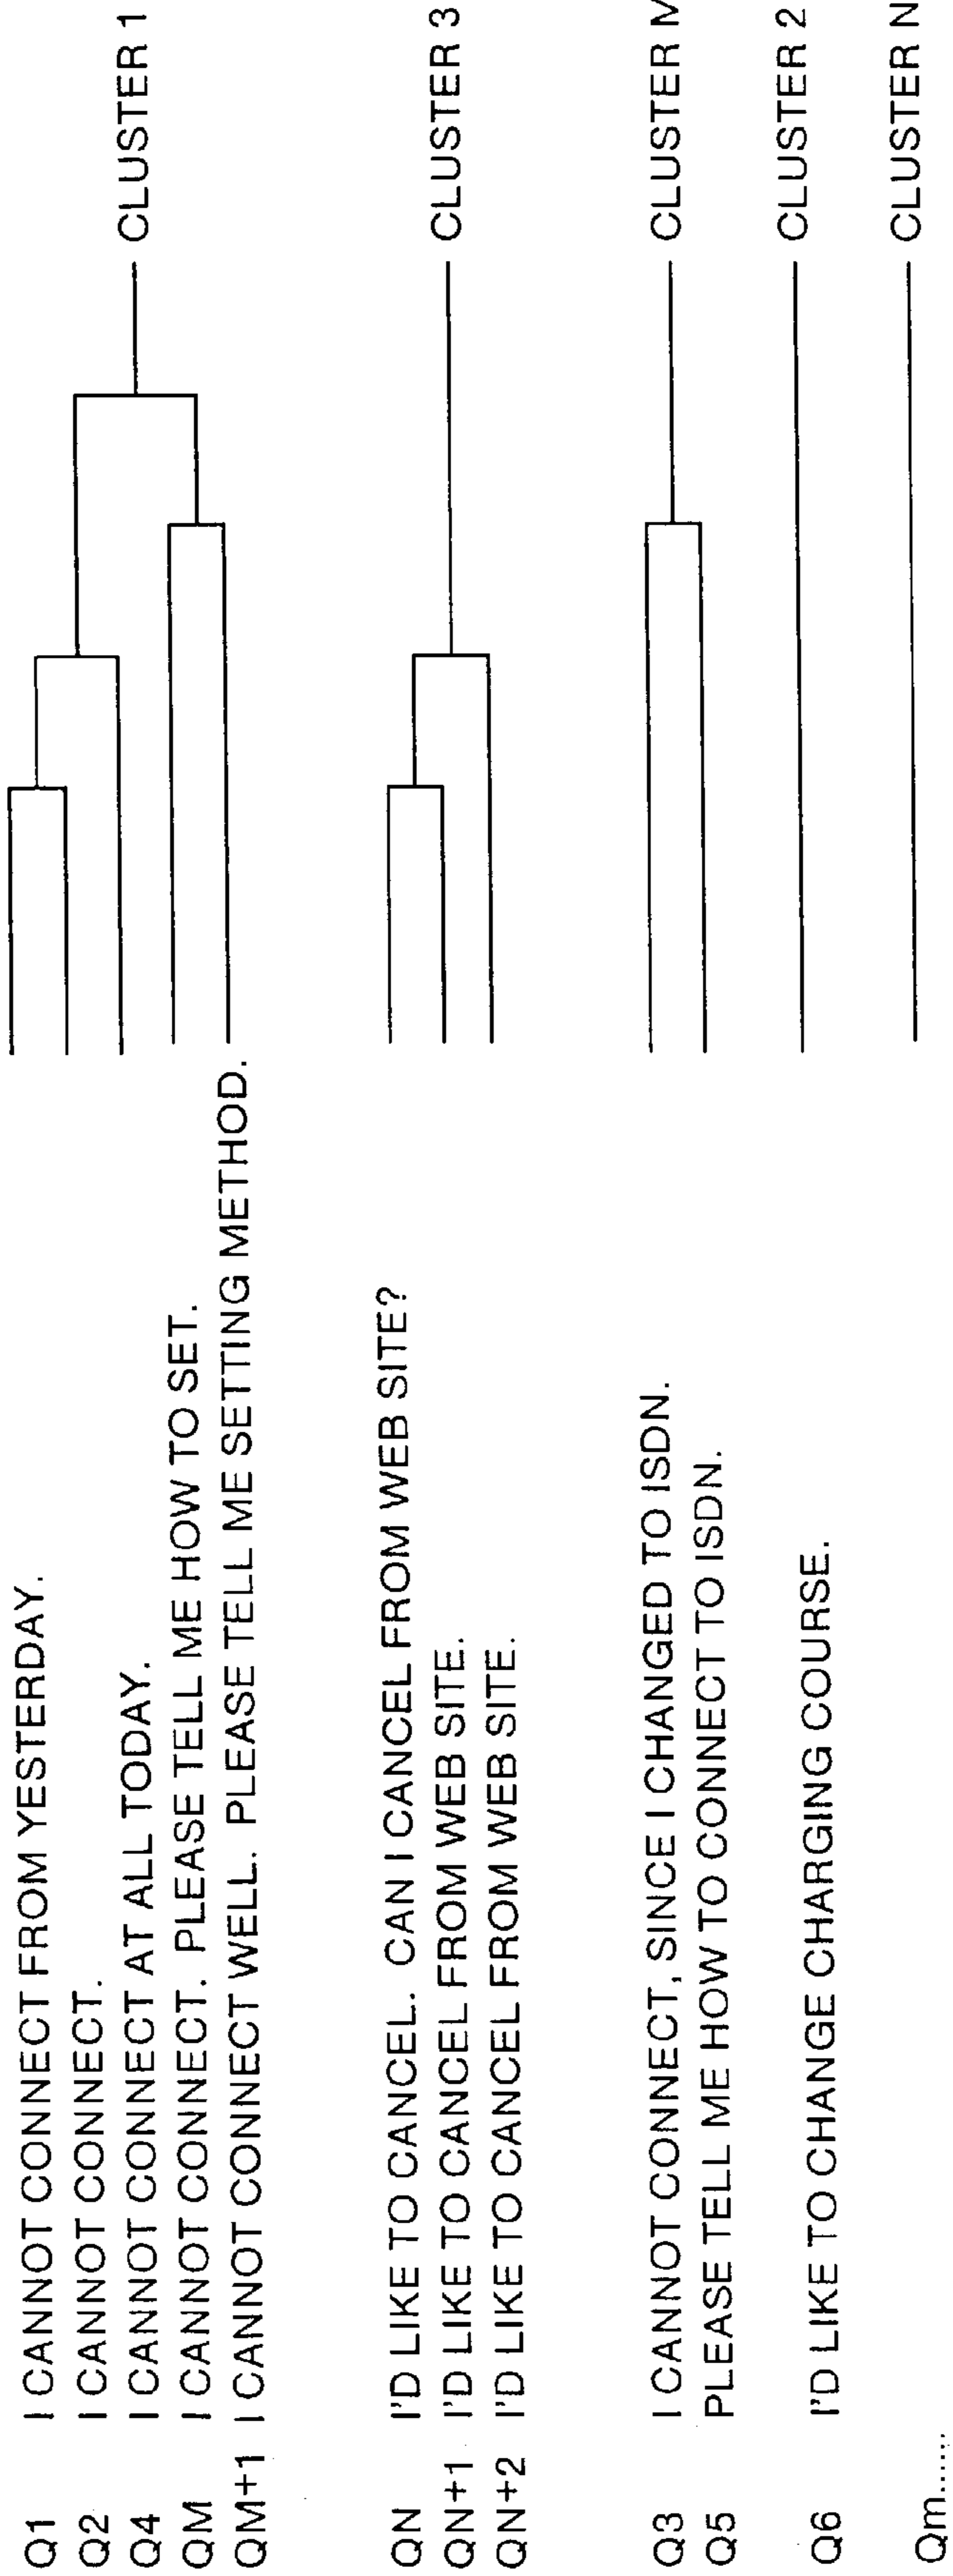 Q1 I CANNOT CONNECT FROM YESTERDAY.
Q2 I CANNOT CONNECT.
Q4 I CANNOT CONNECT AT ALL TODAY.
QM I CANNOT CONNECT. PLEASE TELL ME HOW TO SET.
QM+1 I CANNOT CONNECT WELL. PLEASE TELL ME SETTING METHOD.
CLUSTER 1
QN I'D LIKE TO CANCEL. CAN I CANCEL FROM WEB SITE?
QN+1 I'D LIKE TO CANCEL FROM WEB SITE.
QN+2 I'D LIKE TO CANCEL FROM WEB SITE.
CLUSTER 3
Q3 I CANNOT CONNECT, SINCE I CHANGED TO ISDN.
Q5 PLEASE TELL ME HOW TO CONNECT TO ISDN.
CLUSTER M
Q6 I'D LIKE TO CHANGE CHARGING COURSE.
CLUSTER 2
Qm......
CLUSTER N